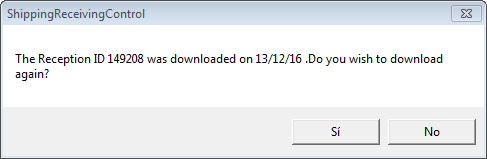 ShippingReceivingControl
The Reception ID 149208 was downloaded on 13/12/16 .Do you wish to download
again?
Sí
No